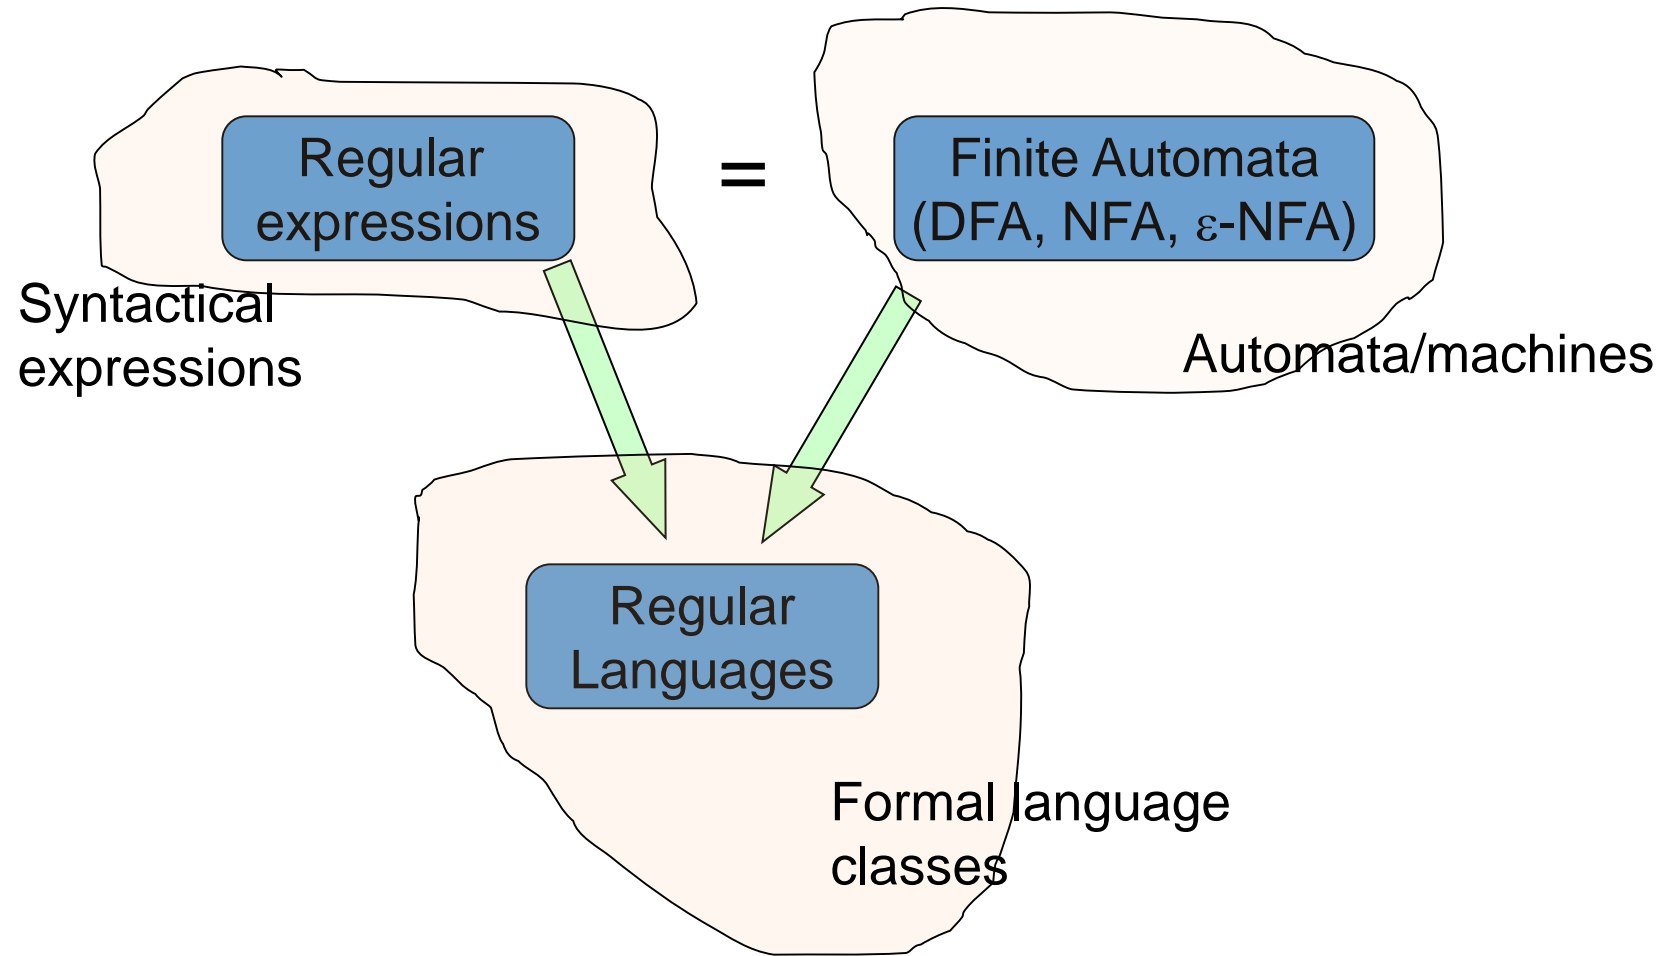 Regular
expressions
=
Finite Automata
(DFA, NFA, ε-NFA)
Syntactical
expressions
Automata/machines
Regular
Languages
Formal language
classes